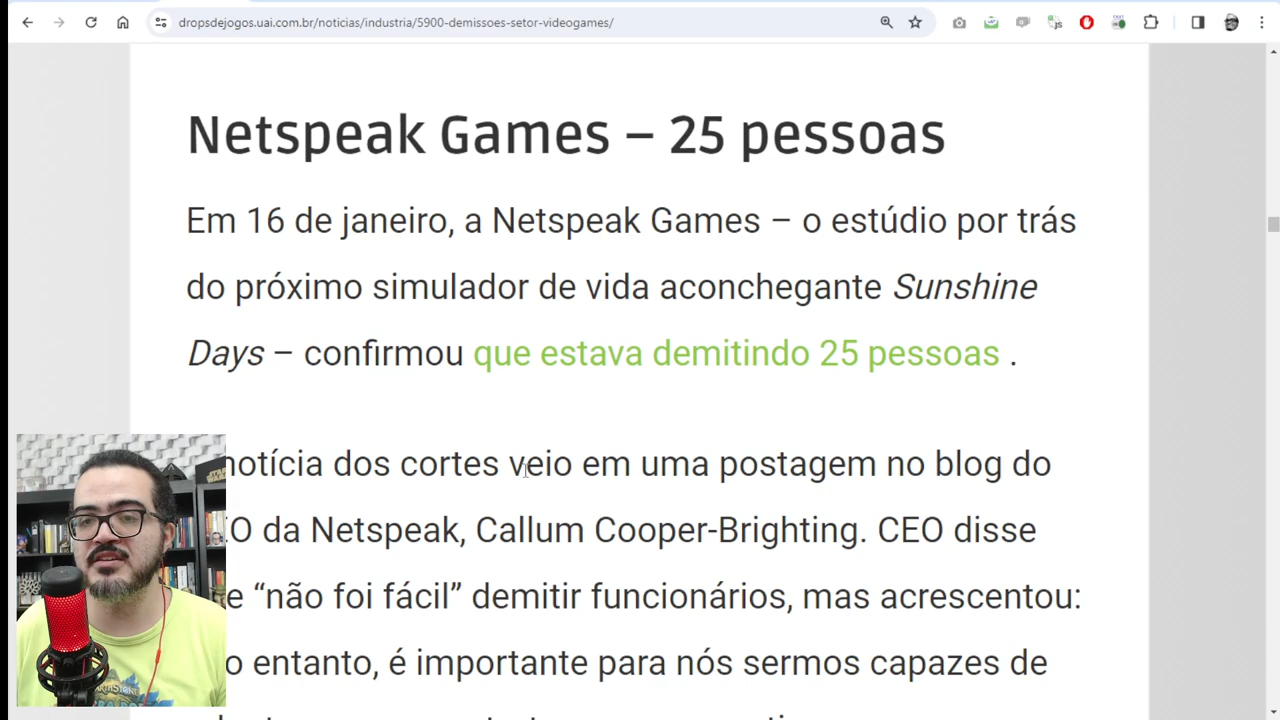 dropsdejogos.uai.com.br/noticias/industria/5900-demissoes-setor-videogames/
Netspeak Games – 25 pessoas
Em 16 de janeiro, a Netspeak Games – o estúdio por trás
do próximo simulador de vida aconchegante Sunshine
Days – confirmou que estava demitindo 25 pessoas .
notícia dos cortes veio em uma postagem no blog do
da Netspeak, Callum Cooper-Brighting. CEO disse
“não foi fácil” demitir funcionários, mas acrescentou:
entanto, é importante para nós sermos capazes de